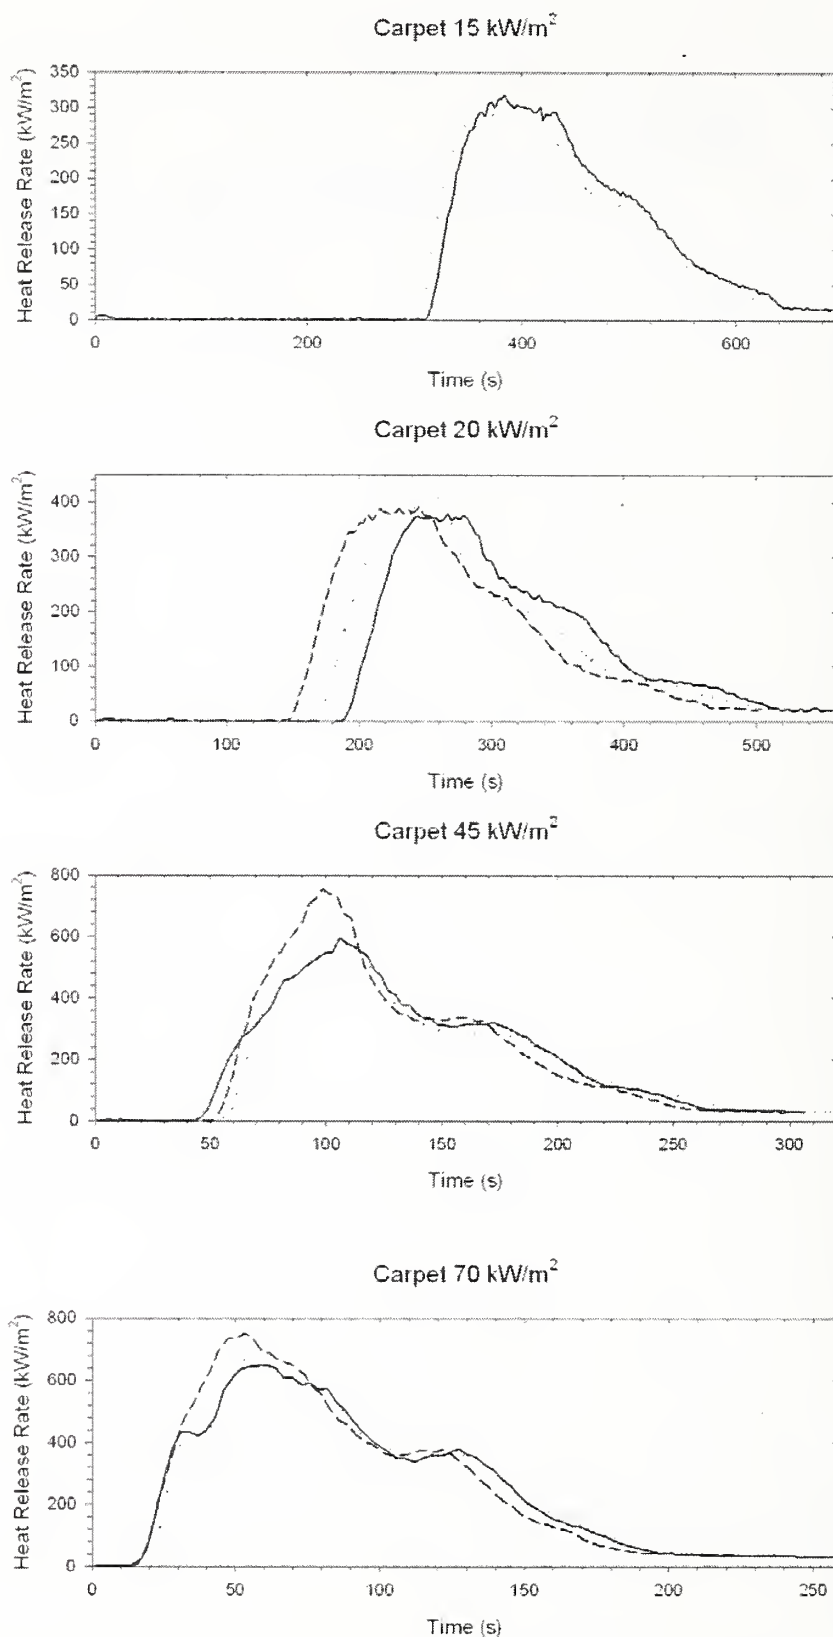 Carpet 15 kW/m²
Heat Release Rate (kW/m²)
350
300
250
200
150
100
50
0
0 200 400 600
Time (s)
Carpet 20 kW/m²
Heat Release Rate (kW/m²)
400
300
200
100
0
0 100 200 300 400 500
Time (s)
Carpet 45 kW/m²
Heat Release Rate (kW/m²)
800
600
400
200
0
0 50 100 150 200 250 300
Time (s)
Carpet 70 kW/m²
Heat Release Rate (kW/m²)
800
600
400
200
0
0 50 100 150 200 250
Time (s)